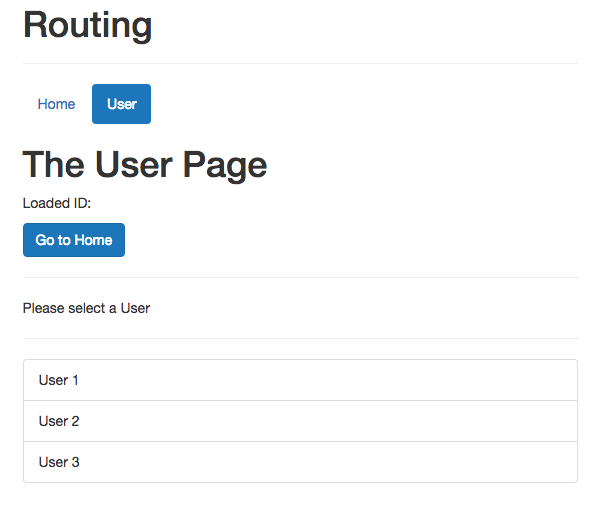 Routing
Home User
The User Page
Loaded ID:
Go to Home
Please select a User
User 1
User 2
User 3